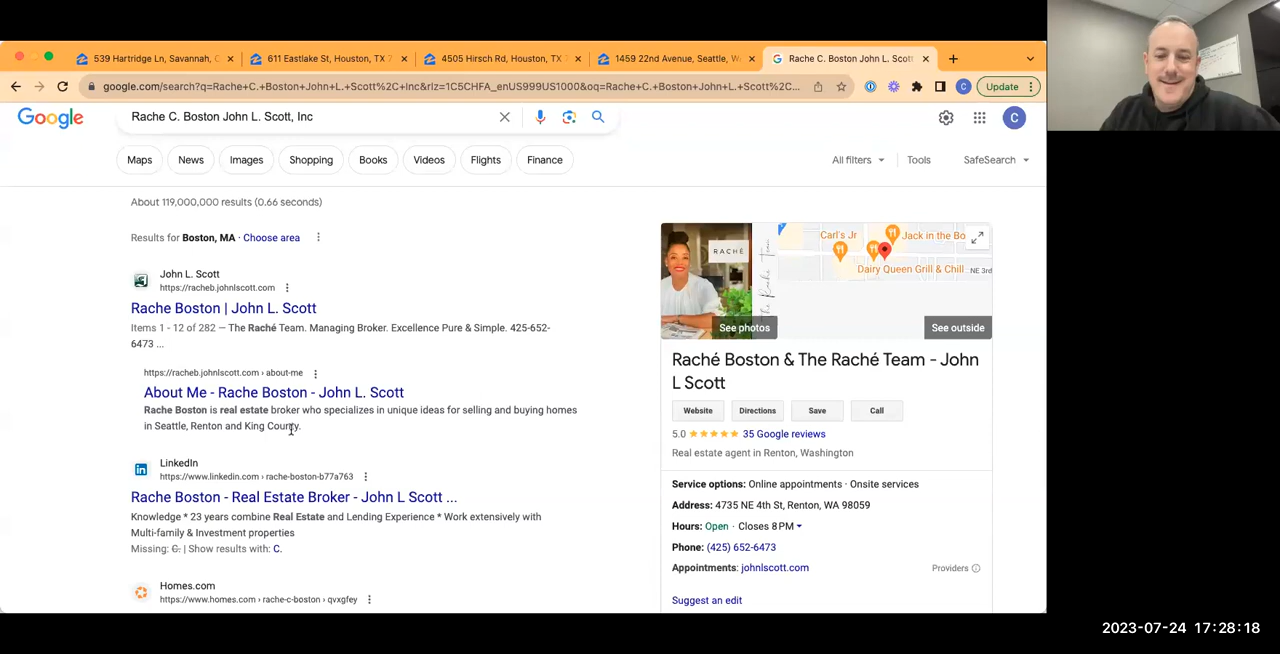 539 Hartridge Ln, Savannah, G
611 Eastlake St, Houston, TX 7
4505 Hirsch Rd, Houston, TX 7
1459 22nd Avenue, Seattle, W
Rache C. Boston John L. Scott
google.com/search?q=Rache+C.+Boston+John+L.+Scott%2C+Inc&rlz=1C5CHFA_enUS999US1000&oq=Rache+C.+Boston+John+L.+Scott%2C...
Update
Google
Rache C. Boston John L. Scott, Inc
C
Maps
News
Images
Shopping
Books
Videos
Flights
Finance
All filters
Tools
SafeSearch
About 119,000,000 results (0.66 seconds)
Results for Boston, MA · Choose area
John L. Scott
https://racheb.johnlscott.com
Rache Boston | John L. Scott
Items 1 - 12 of 282 — The Raché Team. Managing Broker. Excellence Pure & Simple. 425-652-
6473 ...
https://racheb.johnlscott.com › about-me
About Me - Rache Boston - John L. Scott
Rache Boston is real estate broker who specializes in unique ideas for selling and buying homes
in Seattle, Renton and King County.
LinkedIn
https://www.linkedin.com › rache-boston-b77a763
Rache Boston - Real Estate Broker - John L Scott ...
Knowledge * 23 years combine Real Estate and Lending Experience * Work extensively with
Multi-family & Investment properties
Missing: C. | Show results with: C.
Homes.com
https://www.homes.com › rache-c-boston › qvxgfey
RACHÉ
the Rache Team
Carl's Jr
Jack in the Bo
Dairy Queen Grill & Chill
NE 3rd
See photos
See outside
Raché Boston & The Raché Team - John
L Scott
Website
Directions
Save
Call
5.0 ★★★★★ 35 Google reviews
Real estate agent in Renton, Washington
Service options: Online appointments · Onsite services
Address: 4735 NE 4th St, Renton, WA 98059
Hours: Open · Closes 8 PM
Phone: (425) 652-6473
Appointments: johnlscott.com
Providers
Suggest an edit
2023-07-24 17:28:18